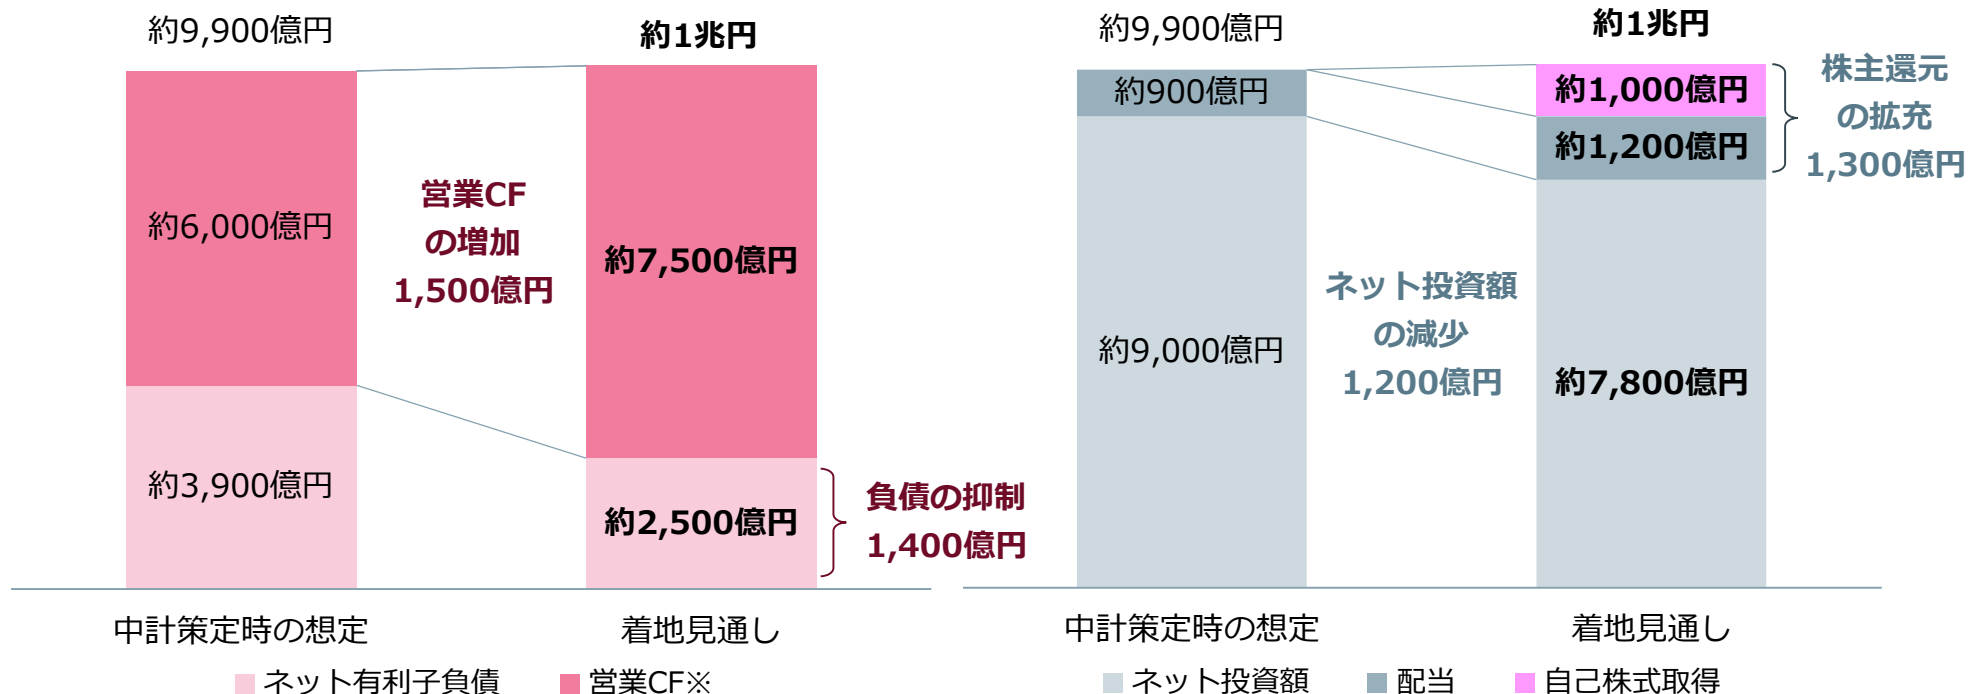 約9,900億円
約1兆円
約6,000億円
営業CF
の増加
1,500億円
約7,500億円
約3,900億円
約2,500億円
負債の抑制
1,400億円
中計策定時の想定
着地見通し
ネット有利子負債
営業CF※
約9,900億円
約1兆円
約900億円
約1,000億円
約1,200億円
株主還元
の拡充
1,300億円
約9,000億円
ネット投資額
の減少
1,200億円
約7,800億円
中計策定時の想定
着地見通し
ネット投資額
配当
自己株式取得